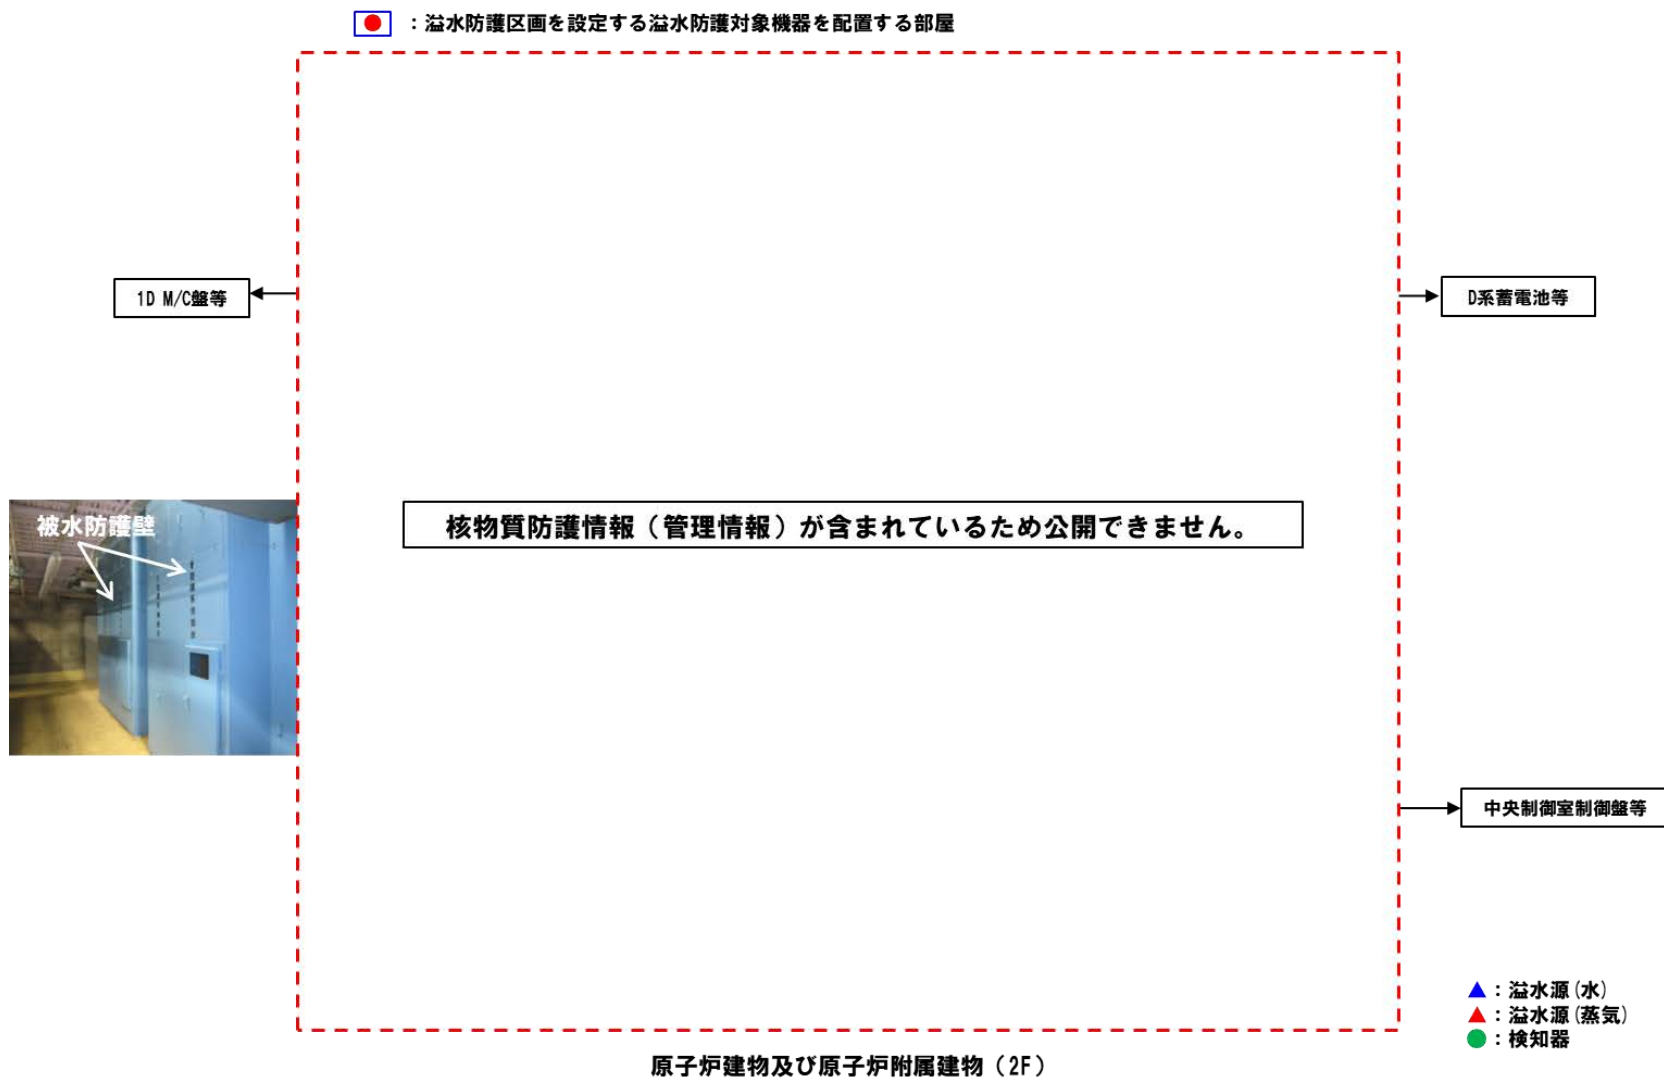 ：溢水防護区画を設定する溢水防護対象機器を配置する部屋
1D M/C盤等
D系蓄電池等
被水防護壁
核物質防護情報（管理情報）が含まれているため公開できません。
中央制御室制御盤等
：溢水源(水)
：溢水源(蒸気)
：検知器
原子炉建物及び原子炉附属建物（2F）